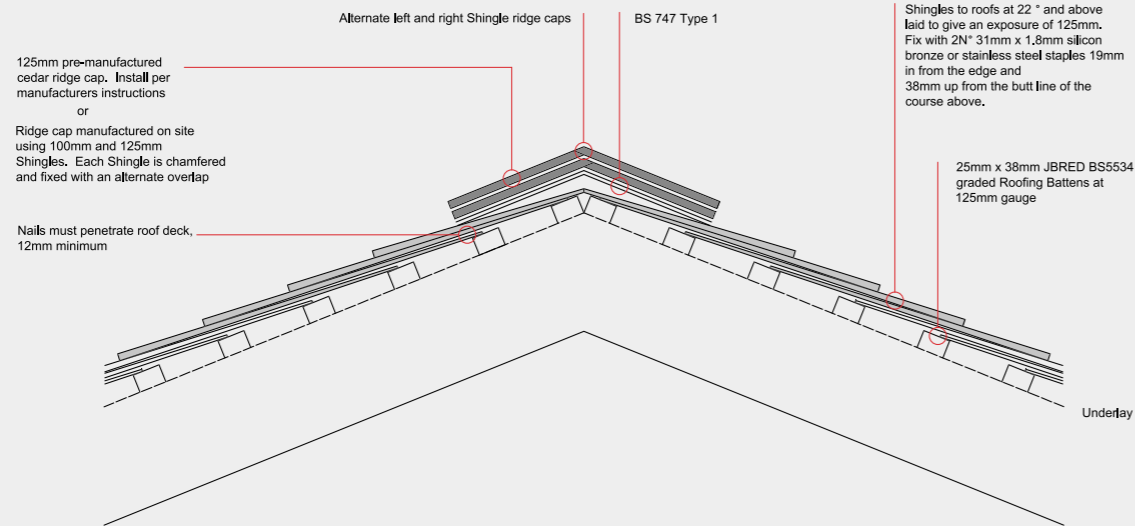 Alternate left and right Shingle ridge caps
BS 747 Type 1
Shingles to roofs at 22 ° and above
laid to give an exposure of 125mm.
Fix with 2N° 31mm x 1.8mm silicon
bronze or stainless steel staples 19mm
in from the edge and
38mm up from the butt line of the
course above.
125mm pre-manufactured
cedar ridge cap. Install per
manufacturers instructions
or
Ridge cap manufactured on site
using 100mm and 125mm
Shingles. Each Shingle is chamfered
and fixed with an alternate overlap
25mm x 38mm JBRED BS5534
graded Roofing Battens at
125mm gauge
Nails must penetrate roof deck,
12mm minimum
Underlay